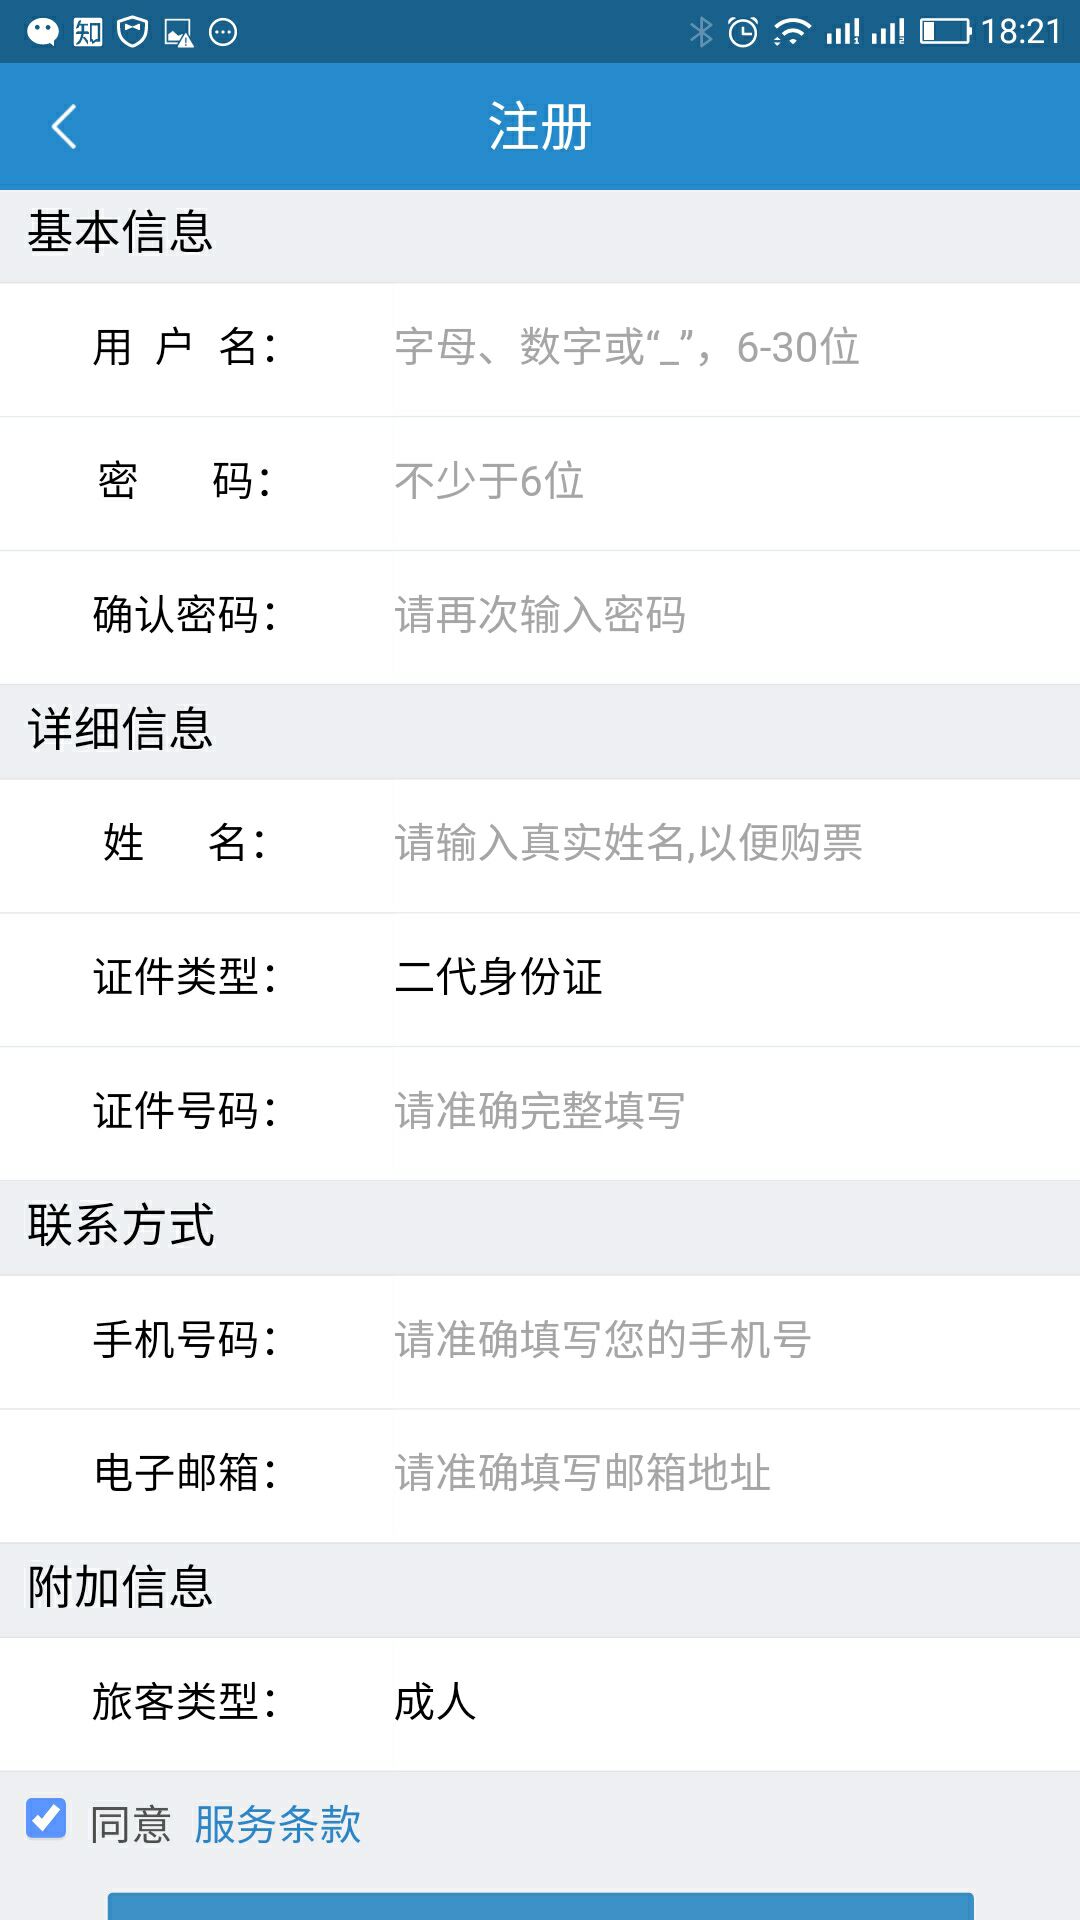 知 18:21
注册
基本信息
用 户 名： 字母、数字或“_”，6-30位
密 码： 不少于6位
确认密码： 请再次输入密码
详细信息
姓 名： 请输入真实姓名,以便购票
证件类型： 二代身份证
证件号码： 请准确完整填写
联系方式
手机号码： 请准确填写您的手机号
电子邮箱： 请准确填写邮箱地址
附加信息
旅客类型： 成人
同意 服务条款